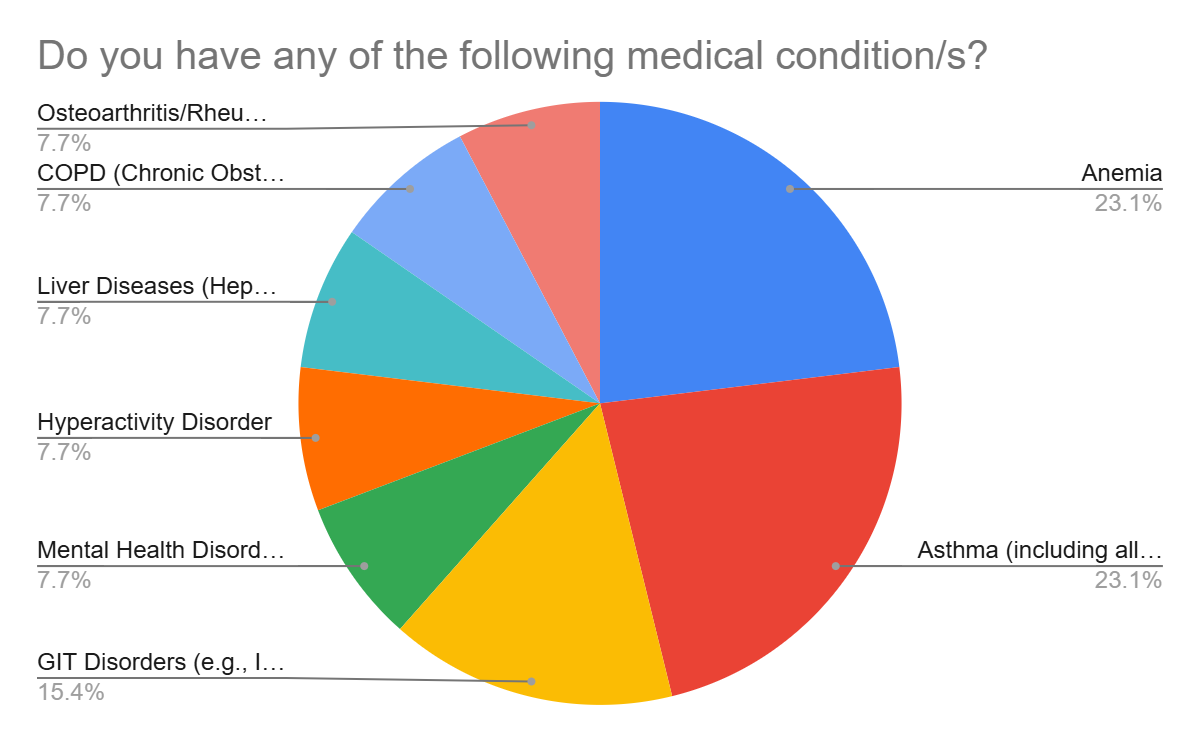 Do you have any of the following medical condition/s?
Osteoarthritis/Rheu…
7.7%
COPD (Chronic Obst…
7.7%
Liver Diseases (Hep…
7.7%
Hyperactivity Disorder
7.7%
Mental Health Disord…
7.7%
GIT Disorders (e.g., I…
15.4%
Anemia
23.1%
Asthma (including all…
23.1%